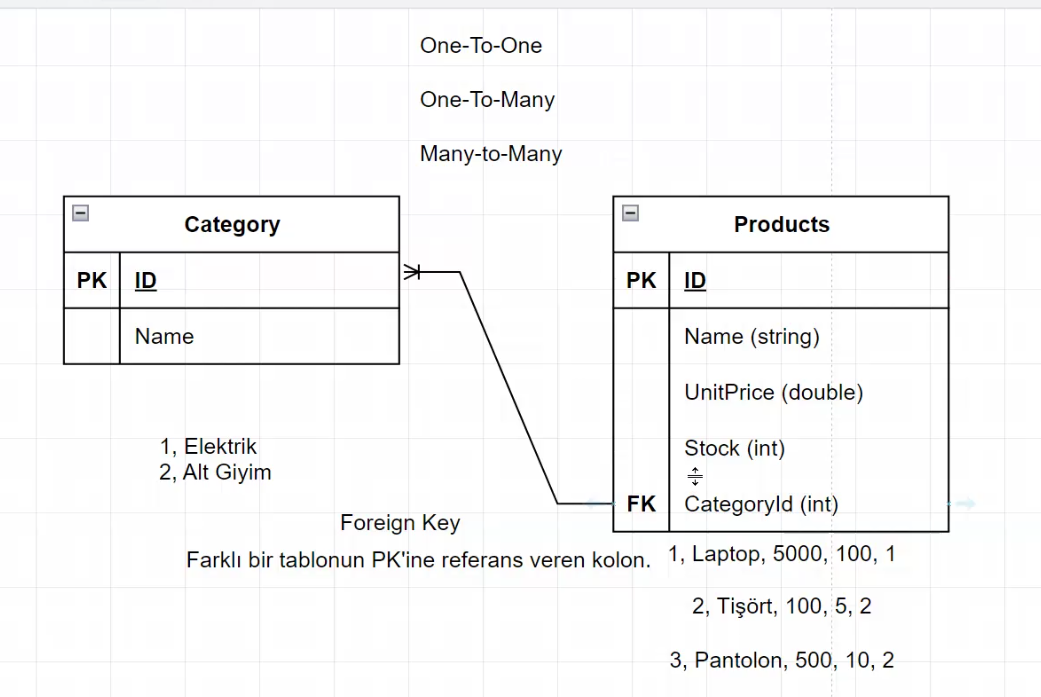 One-To-One
One-To-Many
Many-to-Many
Category
PK ID
Name
Products
PK ID
Name (string)
UnitPrice (double)
Stock (int)
FK CategoryId (int)
1, Elektrik
2, Alt Giyim
Foreign Key
Farklı bir tablonun PK'ine referans veren kolon.
1, Laptop, 5000, 100, 1
2, Tişört, 100, 5, 2
3, Pantolon, 500, 10, 2